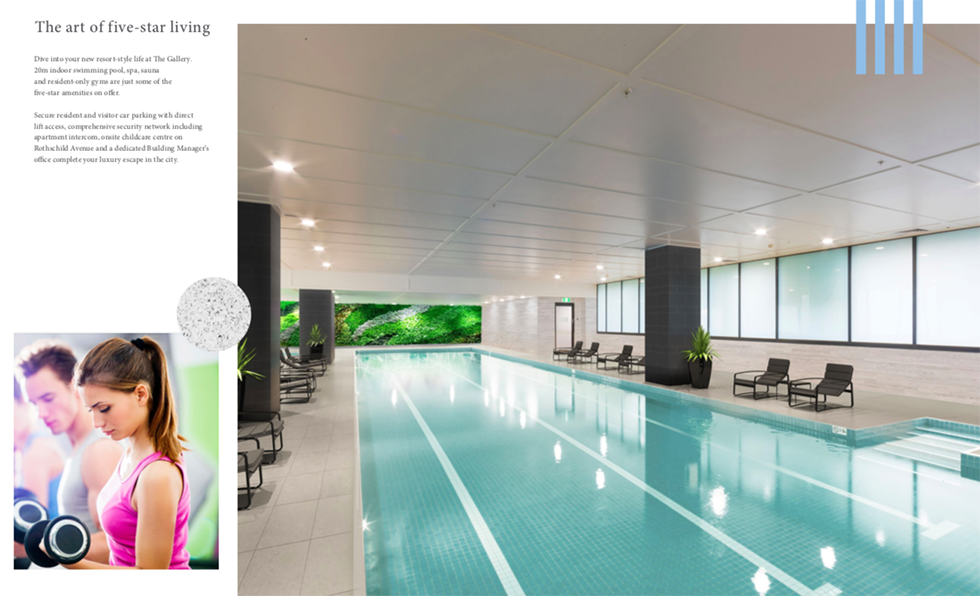 The art of five-star living
Dive into your new resort-style life at The Gallery.
20m indoor swimming pool, spa, sauna
and resident-only gyms are just some of the
five-star amenities on offer.
Secure resident and visitor car parking with direct
lift access, comprehensive security network including
apartment intercom, onsite childcare centre on
Rothschild Avenue and a dedicated Building Manager's
office complete your luxury escape in the city.